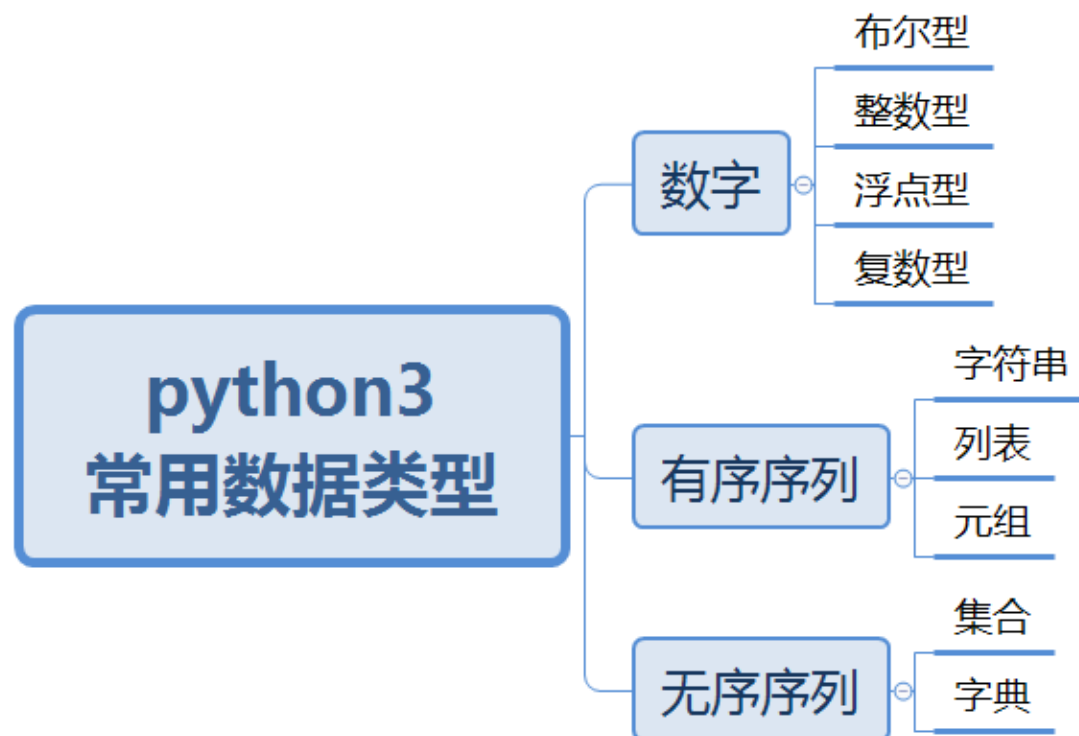 python3
常用数据类型
数字
布尔型
整数型
浮点型
复数型
有序序列
字符串
列表
元组
无序序列
集合
字典